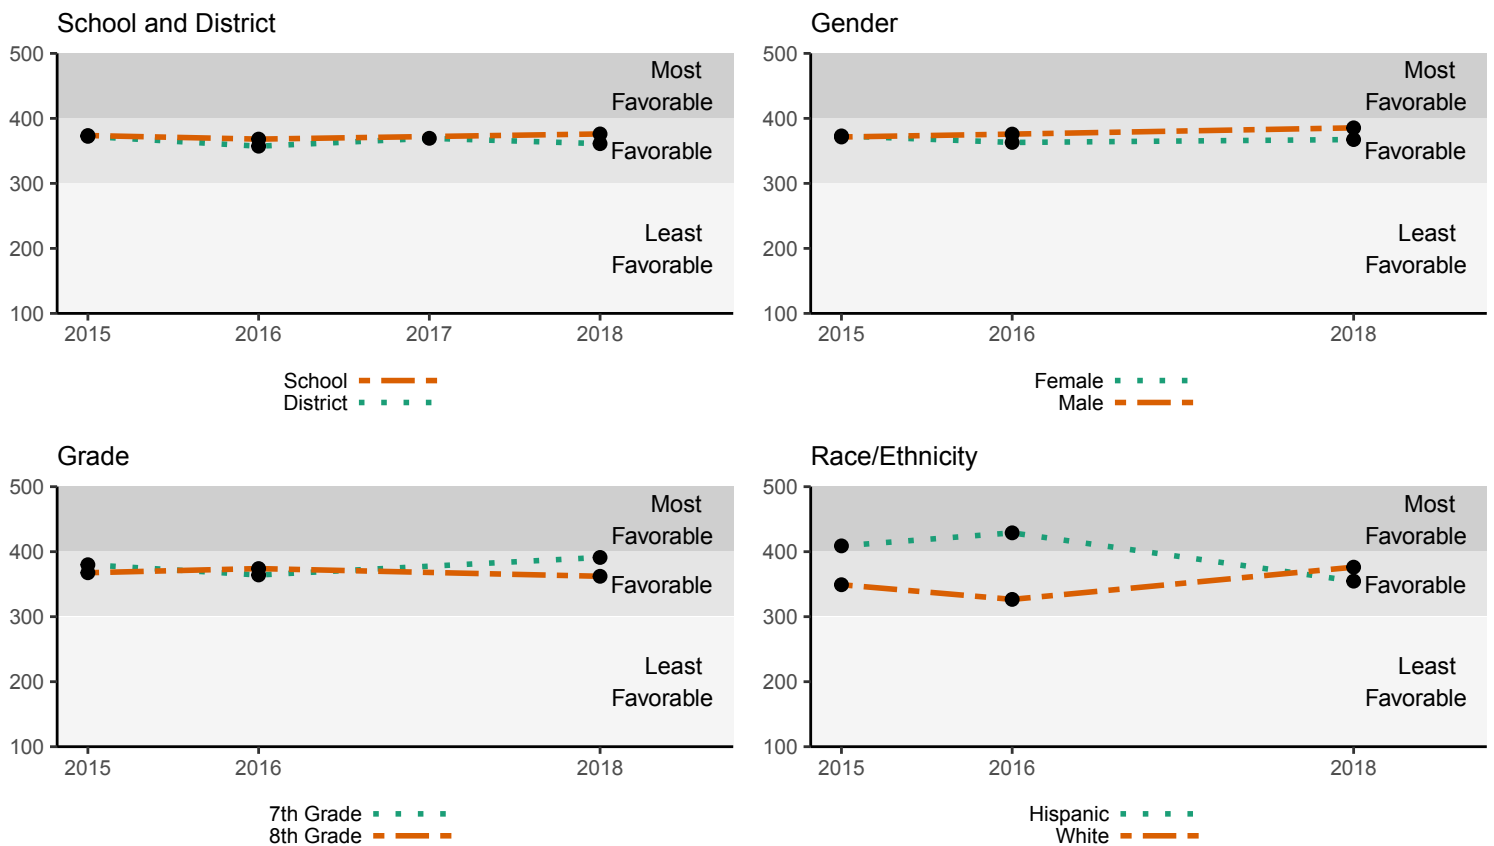 School and District
500
400
300
200
100
Most
Favorable
Favorable
Least
Favorable
2015 2016 2017 2018
School
District
Gender
500
400
300
200
100
Most
Favorable
Favorable
Least
Favorable
2015 2016 2018
Female
Male
Grade
500
400
300
200
100
Most
Favorable
Favorable
Least
Favorable
2015 2016 2018
7th Grade
8th Grade
Race/Ethnicity
500
400
300
200
100
Most
Favorable
Favorable
Least
Favorable
2015 2016 2018
Hispanic
White